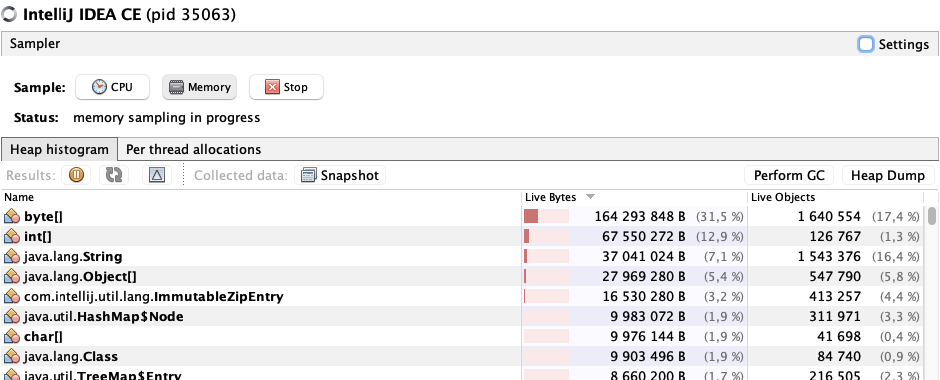 IntelliJ IDEA CE (pid 35063)
Sampler Settings
Sample: CPU Memory Stop
Status: memory sampling in progress
Heap histogram Per thread allocations
Results: Collected data: Snapshot Perform GC Heap Dump
Name Live Bytes Live Objects
byte[] 164 293 848 B (31,5 %) 1 640 554 (17,4 %)
int[] 67 550 272 B (12,9 %) 126 767 (1,3 %)
java.lang.String 37 041 024 B (7,1 %) 1 543 376 (16,4 %)
java.lang.Object[] 27 969 280 B (5,4 %) 547 790 (5,8 %)
com.intellij.util.lang.ImmutableZipEntry 16 530 280 B (3,2 %) 413 257 (4,4 %)
java.util.HashMap$Node 9 983 072 B (1,9 %) 311 971 (3,3 %)
char[] 9 976 144 B (1,9 %) 41 698 (0,4 %)
java.lang.Class 9 903 496 B (1,9 %) 84 740 (0,9 %)
java.util.TreeMap$Entry 8 660 200 B (1,7 %) 216 505 (2,3 %)